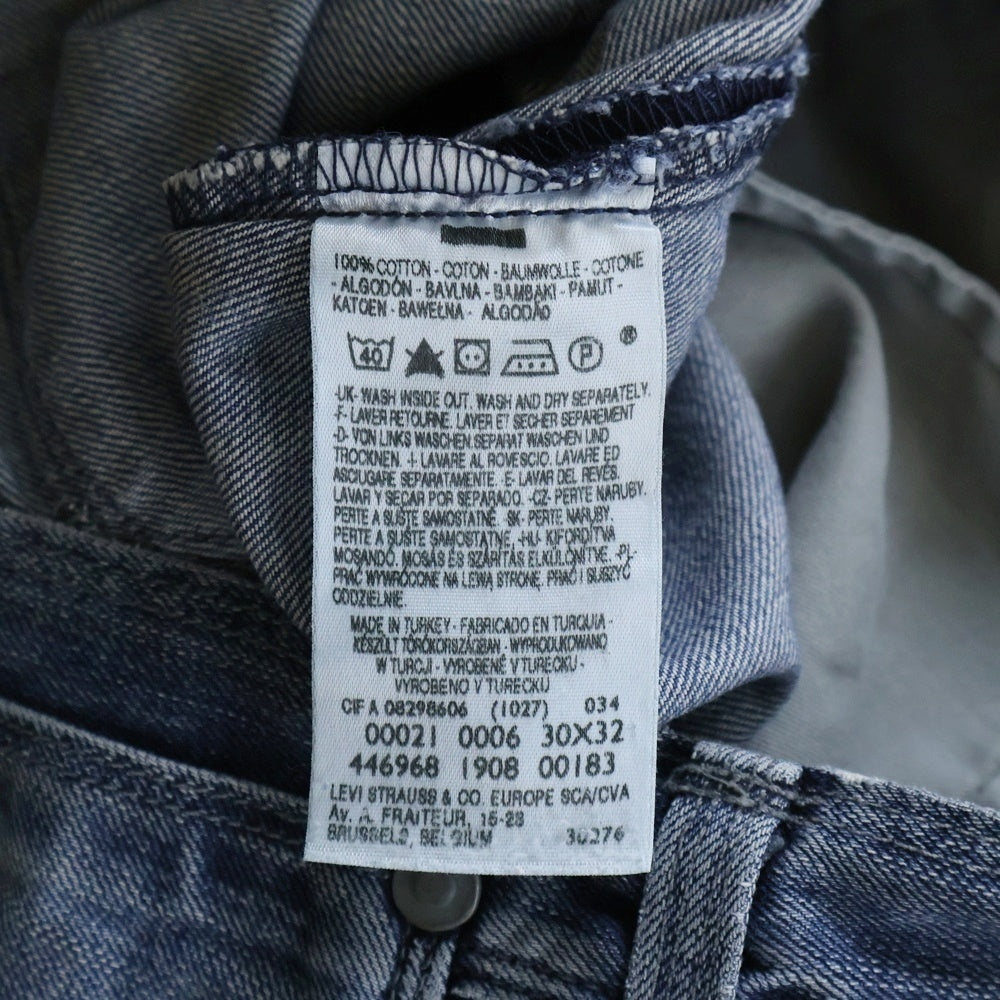 100% COTTON - COTON - BAUMWOLLE - COTONE
- ALGODÓN - BAVLNA - BAMBAKI - PAMUT -
KATOEN - BAWEŁNA - ALGODÃO
40 P ®
-UK- WASH INSIDE OUT. WASH AND DRY SEPARATELY.
-F- LAVER RETOURNE. LAVER ET SECHER SEPAREMENT
-D- VON LINKS WASCHEN. SEPARAT WASCHEN UND
TROCKNEN. -I- LAVARE AL ROVESCIO. LAVARE ED
ASCIUGARE SEPARATAMENTE. -E- LAVAR DEL REVÉS.
LAVAR Y SECAR POR SEPARADO. -CZ- PERTE NARUBY.
PERTE A SUŠTE SAMOSTATNĚ. -SK- PERTE NARUBY.
PERTE A SUŠTE SAMOSTATNE. -HU- KIFORDÍTVA
MOSANDÓ. MOSÁS ÉS SZÁRÍTÁS ELKÜLÖNÍTVE. -PL-
PRAĆ WYWRÓCONE NA LEWĄ STRONĘ. PRAĆ I SUSZYĆ
ODDZIELNIE.
MADE IN TURKEY - FABRICADO EN TURQUIA -
KÉSZÜLT TÖRÖKORSZÁGBAN - WYPRODUKOWANO
W TURCJI - VYROBENÉ V TURECKU -
VYROBENO V TURECKU
CIF A 08298606 (1027) 034
00021 0006 30X32
446968 1908 00183
LEVI STRAUSS & CO. EUROPE SCA/CVA
Av. A. FRAITEUR, 15-23
BRUSSELS, BELGIUM 30276